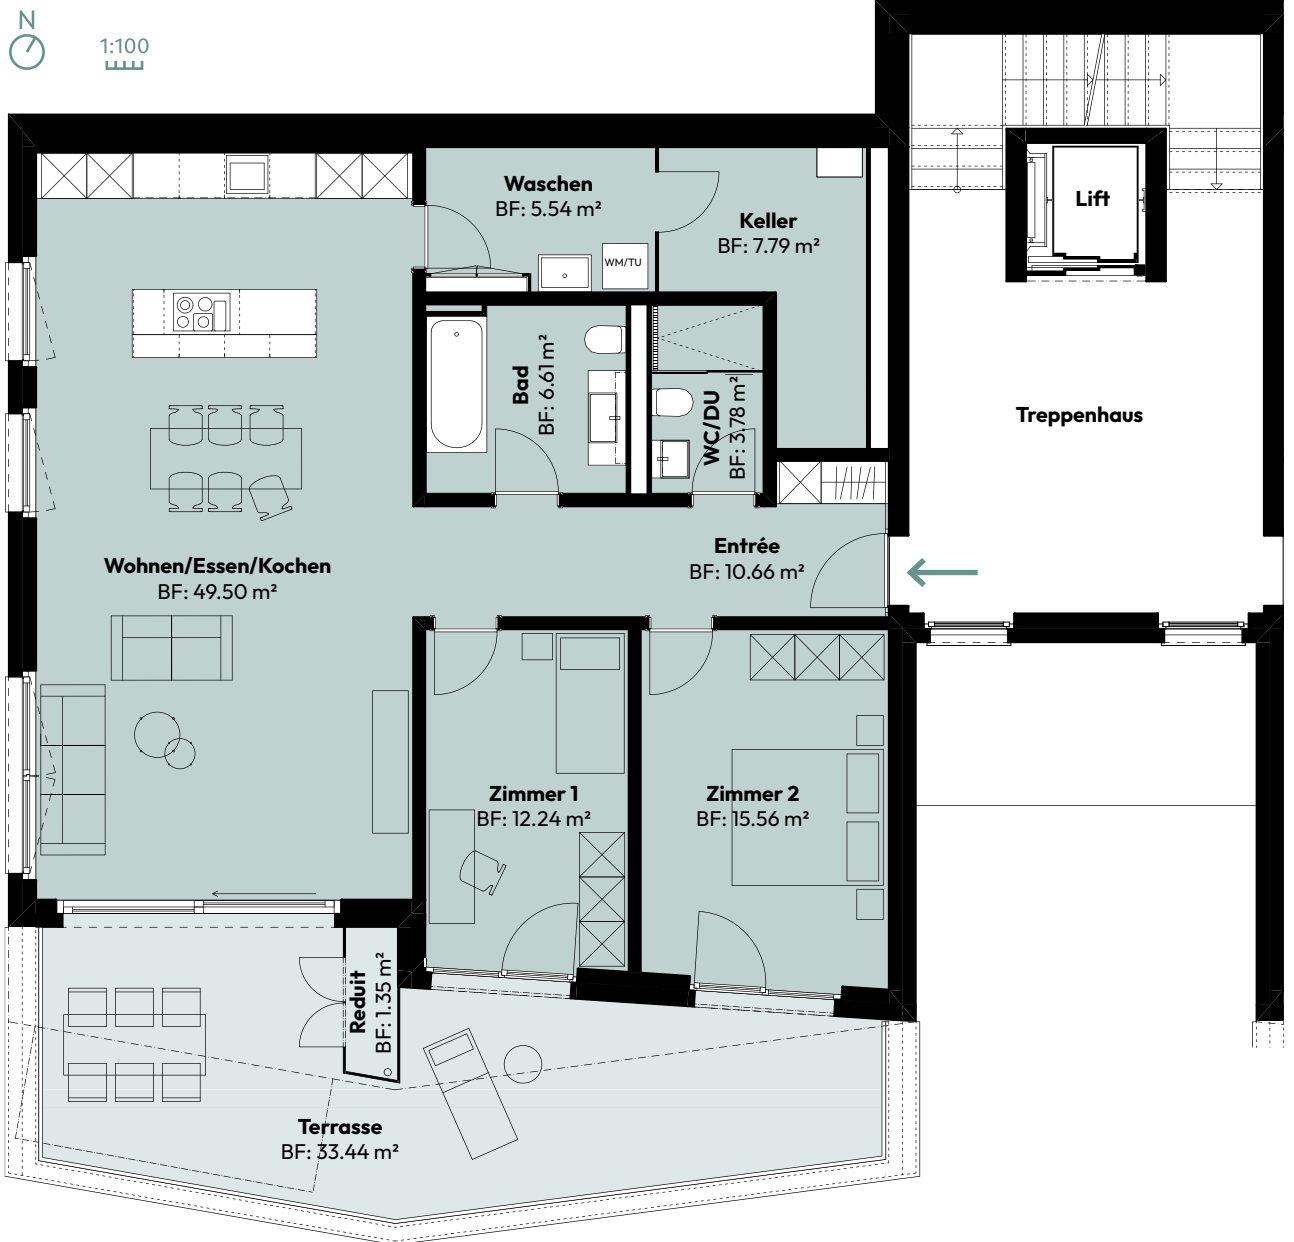 N
1:100
Waschen
BF: 5.54 m²
Keller
BF: 7.79 m²
Lift
WM/TU
Bad
BF: 6.61 m²
WC/DU
BF: 3.78 m²
Treppenhaus
Wohnen/Essen/Kochen
BF: 49.50 m²
Entrée
BF: 10.66 m²
Zimmer 1
BF: 12.24 m²
Zimmer 2
BF: 15.56 m²
Reduit
BF: 1.35 m²
Terrasse
BF: 33.44 m²